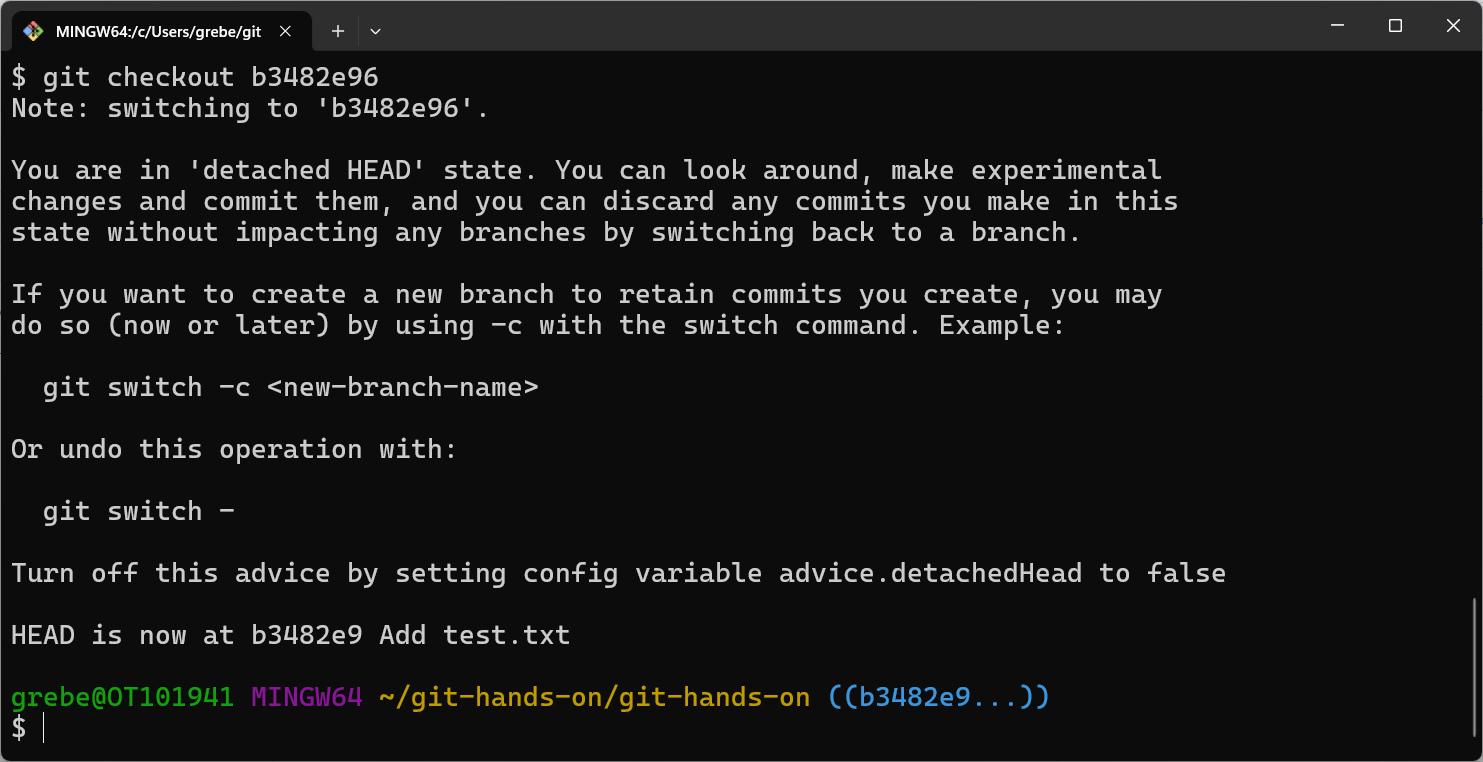 MINGW64:/c/Users/grebe/git
$ git checkout b3482e96
Note: switching to 'b3482e96'.
You are in 'detached HEAD' state. You can look around, make experimental
changes and commit them, and you can discard any commits you make in this
state without impacting any branches by switching back to a branch.
If you want to create a new branch to retain commits you create, you may
do so (now or later) by using -c with the switch command. Example:
git switch -c <new-branch-name>
Or undo this operation with:
git switch -
Turn off this advice by setting config variable advice.detachedHead to false
HEAD is now at b3482e9 Add test.txt
grebe@OT101941 MINGW64 ~/git-hands-on/git-hands-on ((b3482e9...))
$